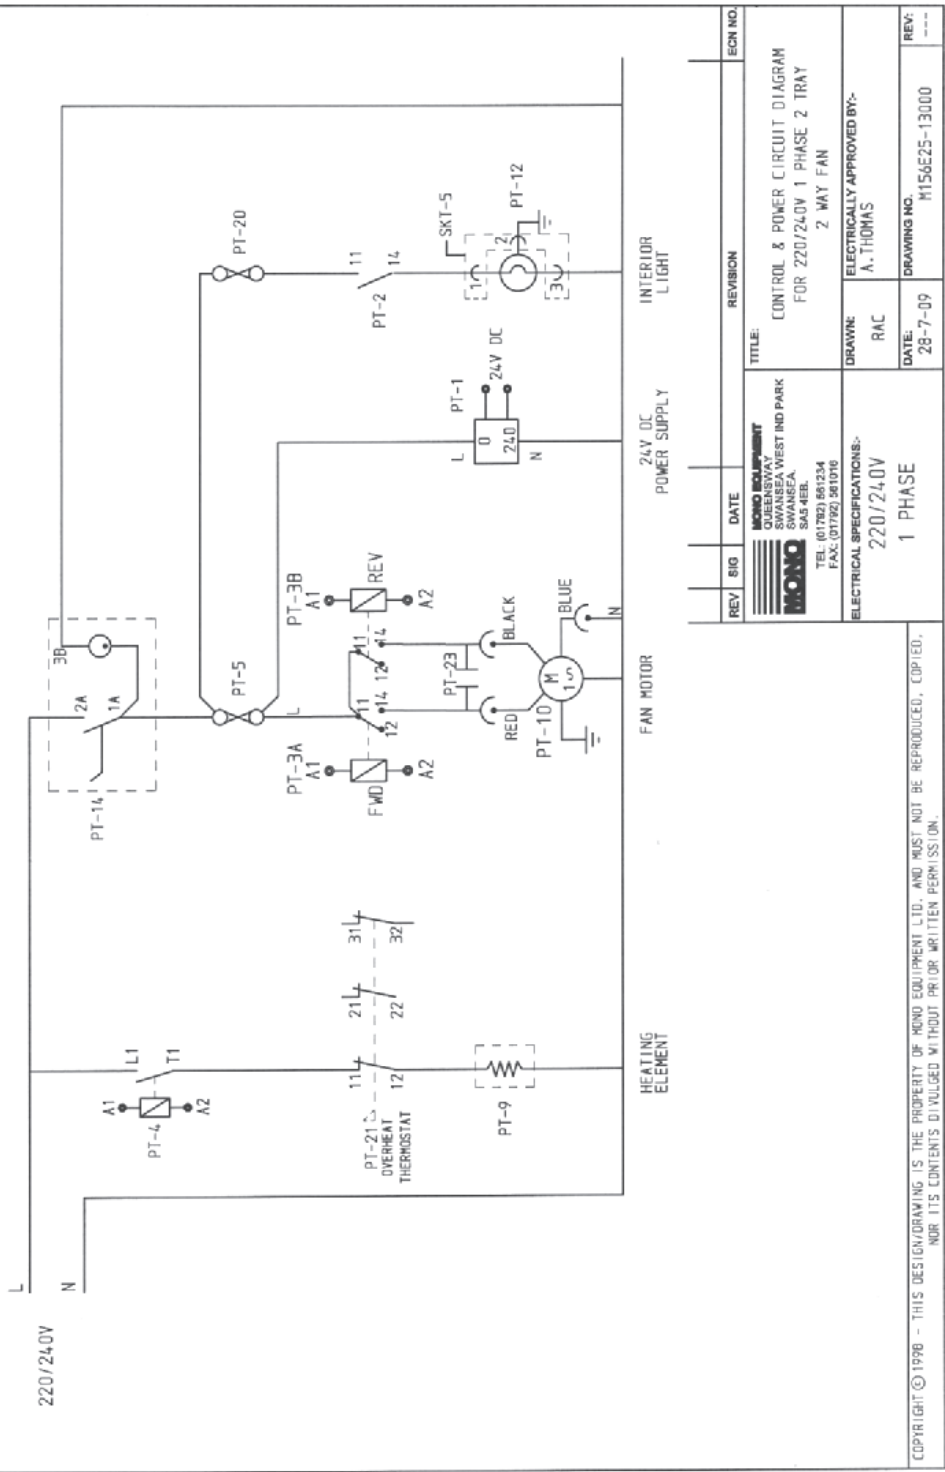 220/240V
L
N
A1
A2
PT-4
L1
T1
PT-21
OVERHEAT
THERMOSTAT
11
12
21
22
31
32
PT-9
HEATING
ELEMENT
PT-14
2A
1A
3B
PT-5
L
PT-3A
A1
A2
FWD
11
14
12
PT-3B
A1
A2
REV
11
14
12
PT-23
RED
BLACK
PT-10
M
1
BLUE
N
FAN MOTOR
PT-1
L
0
240
N
24V DC
24V DC
POWER SUPPLY
PT-20
PT-2
11
14
SKT-5
1
2
3
PT-12
INTERIOR
LIGHT
REV SIG DATE REVISION ECN NO.
MONO
MONO EQUIPMENT
QUEENSWAY
SWANSEA WEST IND PARK
SWANSEA.
SA5 4EB.
TEL: (01792) 561234
FAX: (01792) 561016
TITLE:
CONTROL & POWER CIRCUIT DIAGRAM
FOR 220/240V 1 PHASE 2 TRAY
2 WAY FAN
ELECTRICAL SPECIFICATIONS:-
220/240V
1 PHASE
DRAWN:
RAC
ELECTRICALLY APPROVED BY:-
A.THOMAS
DATE:
28-7-09
DRAWING NO.
M156E25-13000
REV:
---
COPYRIGHT © 1998 - THIS DESIGN/DRAWING IS THE PROPERTY OF MONO EQUIPMENT LTD. AND MUST NOT BE REPRODUCED, COPIED,
NOR ITS CONTENTS DIVULGED WITHOUT PRIOR WRITTEN PERMISSION.